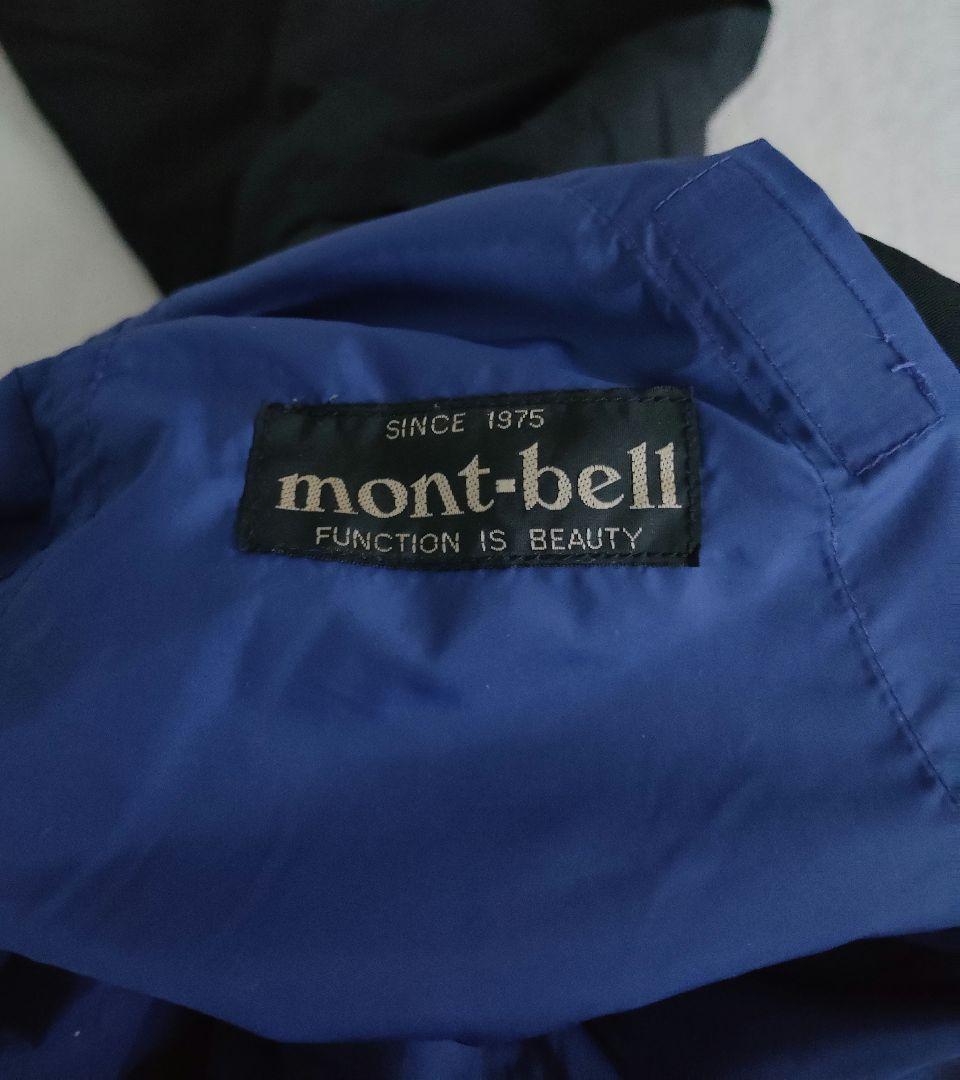 SINCE 1975
mont-bell
FUNCTION IS BEAUTY